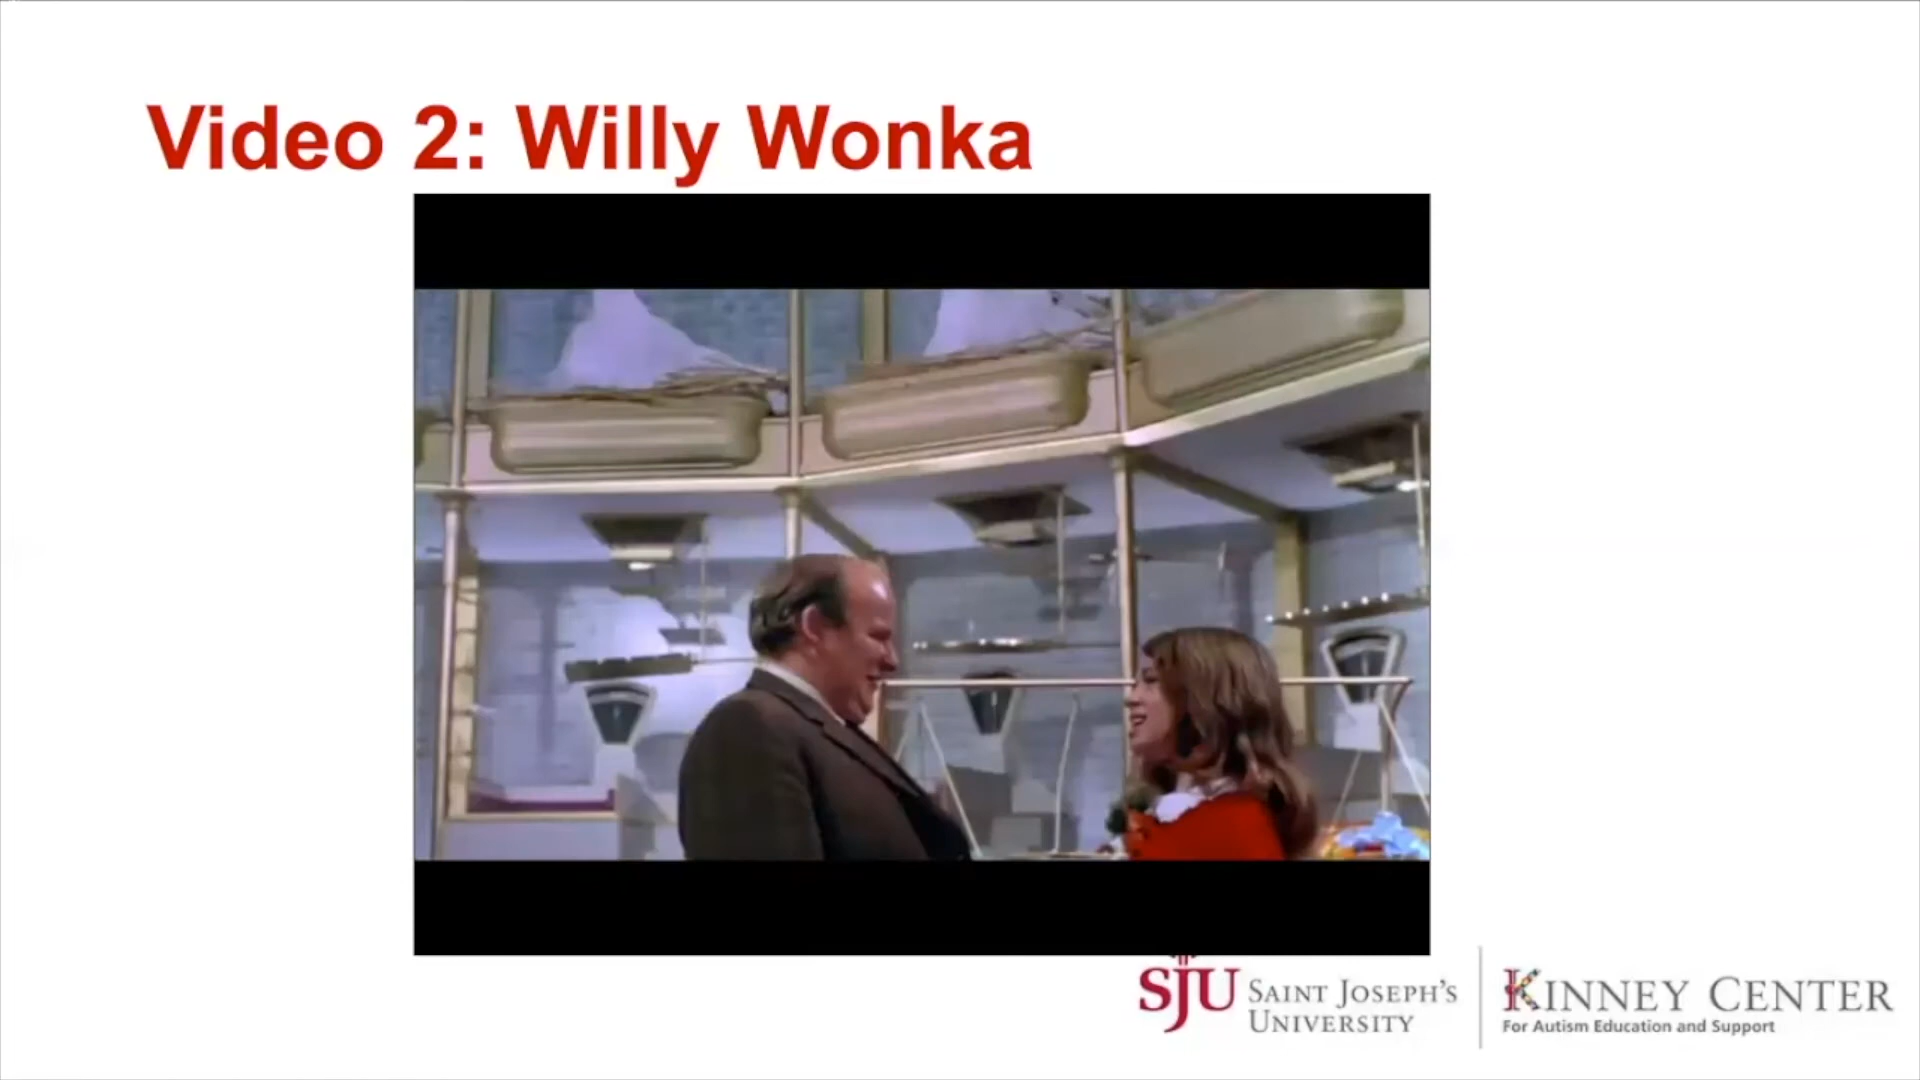 Video 2: Willy Wonka
SJU SAINT JOSEPH'S
UNIVERSITY
KINNEY CENTER
For Autism Education and Support